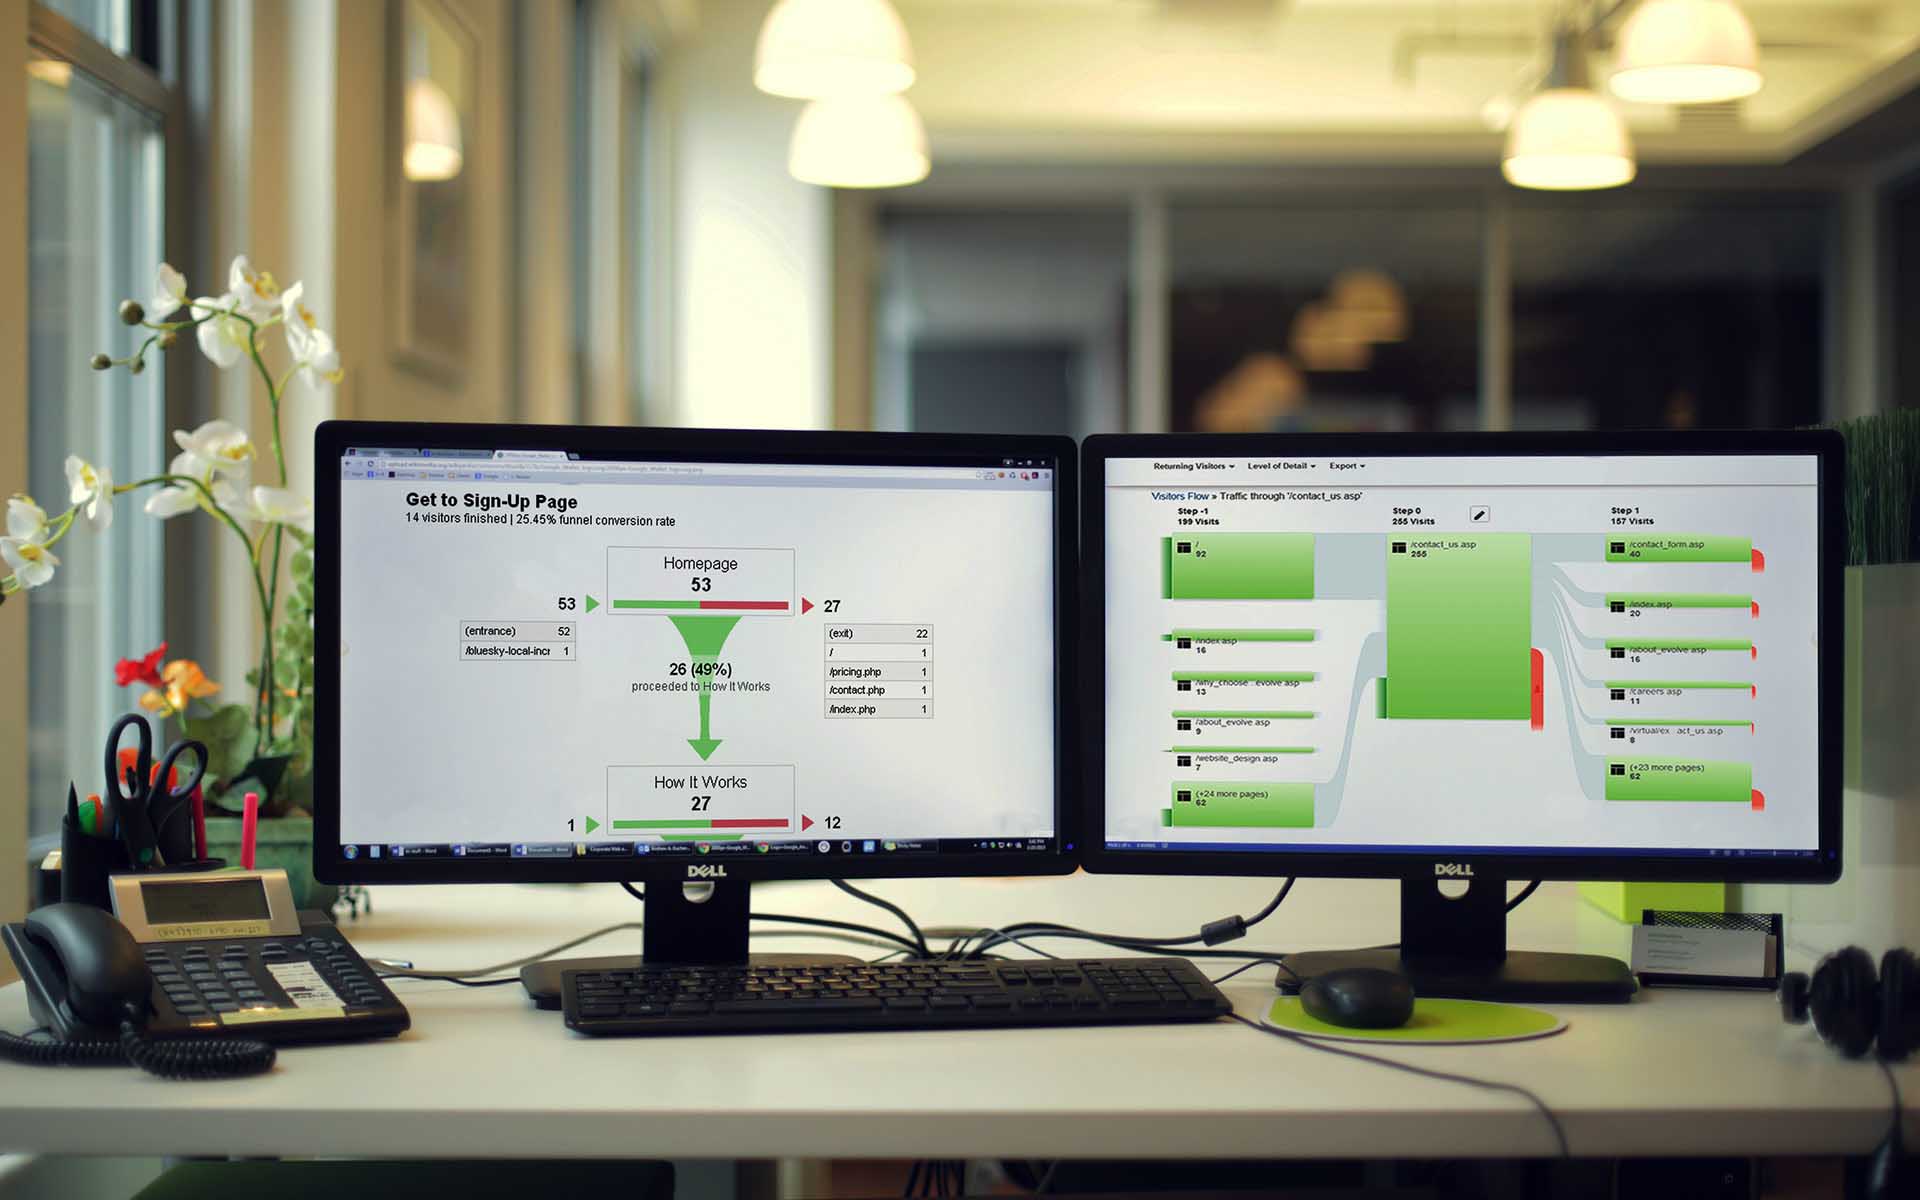 Get to Sign-Up Page
14 visitors finished | 25.45% funnel conversion rate
Homepage
53
53
27
(entrance) 52
/bluesky-local-incr 1
(exit) 22
/ 1
/pricing.php 1
/contact.php 1
/index.php 1
26 (49%)
proceeded to How It Works
How It Works
27
1
12
DELL
Returning Visitors Level of Detail Export
Visitors Flow » Traffic through '/contact_us.asp'
Step -1
199 Visits
Step 0
255 Visits
Step 1
157 Visits
/
92
/index.asp
16
/why_choose...evolve.asp
13
/about_evolve.asp
9
/website_design.asp
7
(+24 more pages)
62
/contact_us.asp
255
/contact_form.asp
40
/index.asp
20
/about_evolve.asp
16
/careers.asp
11
/virtual/ex...act_us.asp
8
(+23 more pages)
62
DELL